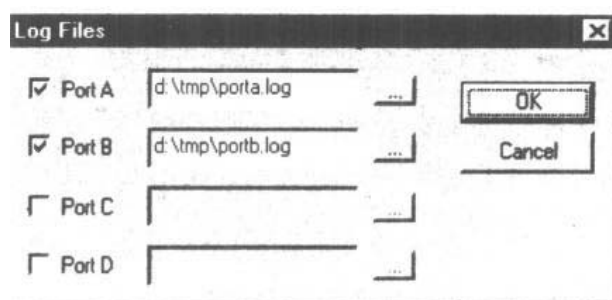 Log Files
Port A d:\tmp\porta.log ... OK
Port B d:\tmp\portb.log ... Cancel
Port C ...
Port D ...